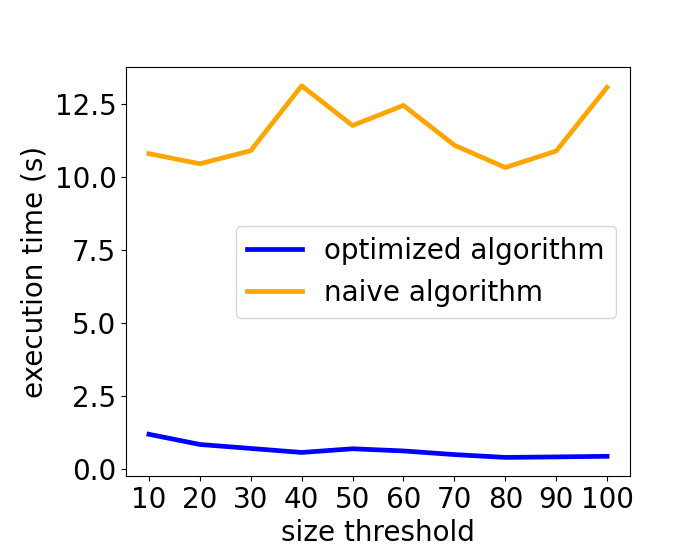 execution time (s)
12.5
10.0
7.5
5.0
2.5
0.0
optimized algorithm
naive algorithm
10 20 30 40 50 60 70 80 90 100
size threshold